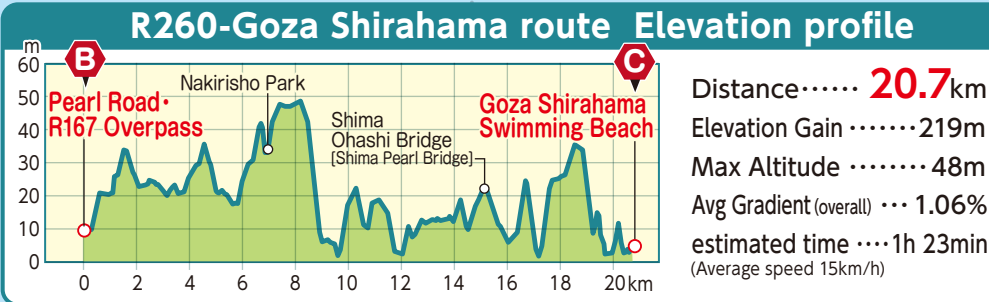 R260-Goza Shirahama route Elevation profile
m
60
50
40
30
20
10
0
B
Pearl Road・
R167 Overpass
Nakirisho Park
Shima
Ohashi Bridge
[Shima Pearl Bridge]
C
Goza Shirahama
Swimming Beach
0 2 4 6 8 10 12 14 16 18 20km
Distance…… 20.7km
Elevation Gain ……219m
Max Altitude ……48m
Avg Gradient (overall) … 1.06%
estimated time ····1h 23min
(Average speed 15km/h)